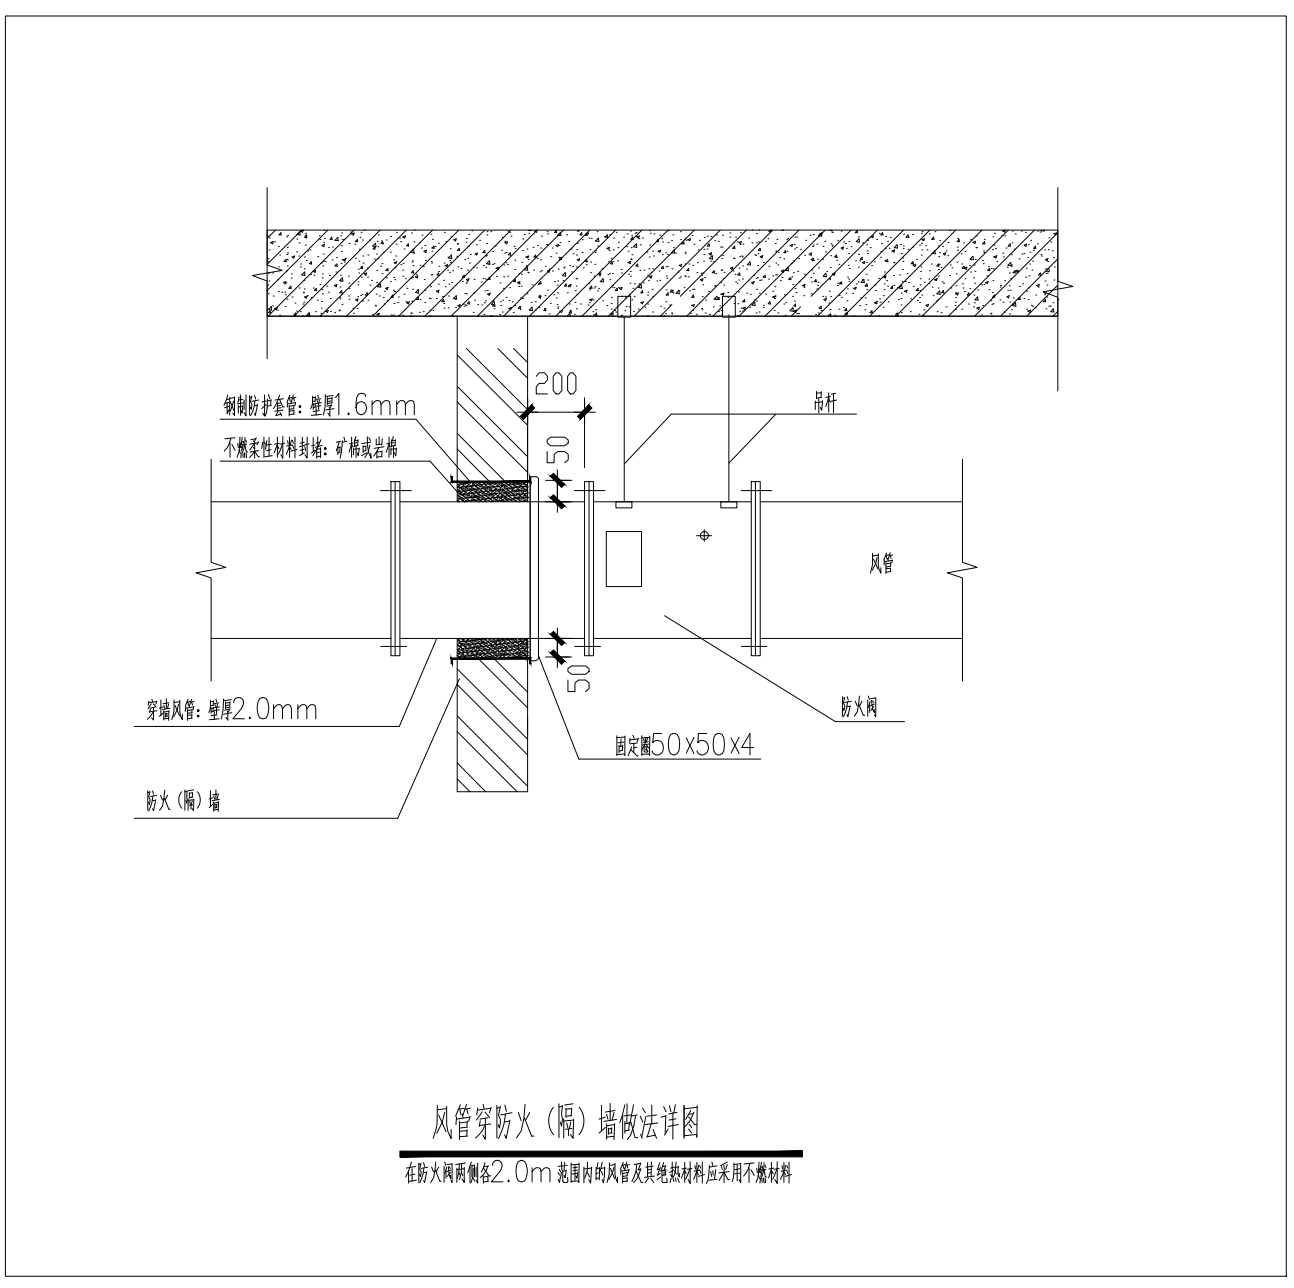 200
钢制防护套管：壁厚1.6mm
吊杆
不燃柔性材料封堵：矿棉或岩棉
50
风管
50
穿墙风管：壁厚2.0mm
防火阀
固定圈50×50×4
防火（隔）墙
风管穿防火（隔）墙做法详图
在防火阀两侧各2.0m范围内的风管及其绝热材料应采用不燃材料